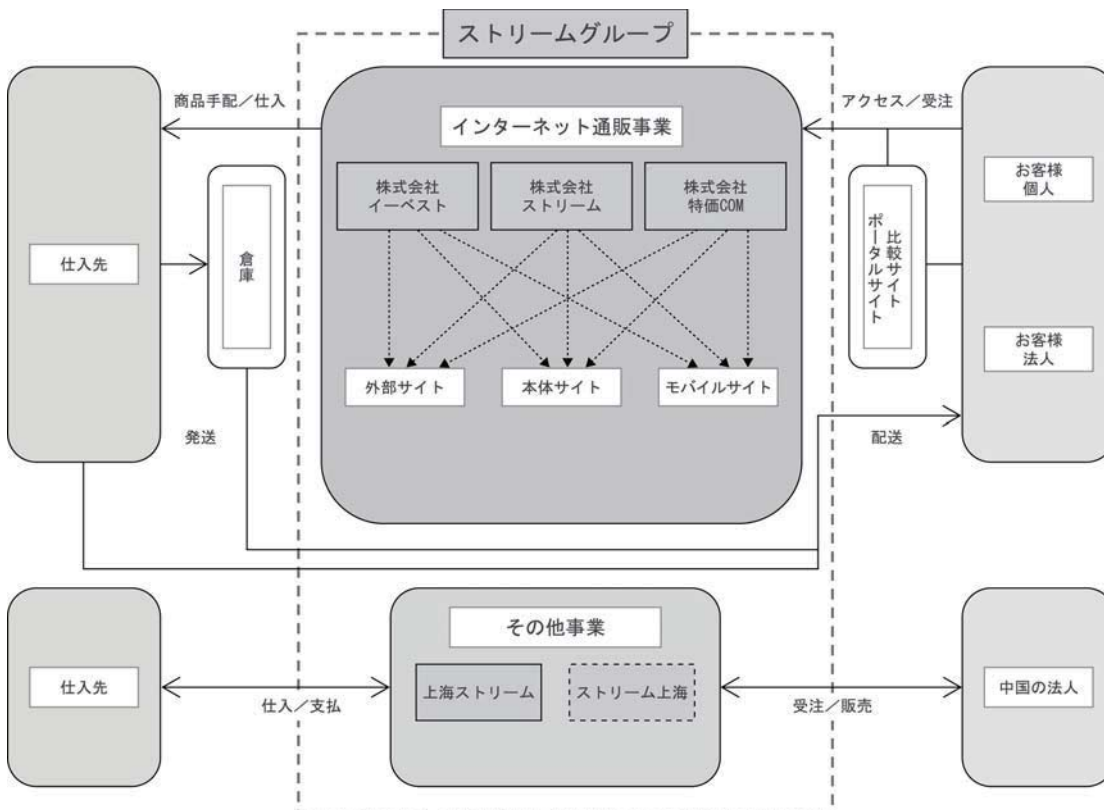 ストリームグループ
商品手配／仕入
アクセス／受注
インターネット通販事業
株式会社
イーベスト
株式会社
ストリーム
株式会社
特価COM
お客様
個人
仕入先
倉庫
比較サイト
ポータルサイト
お客様
法人
外部サイト
本体サイト
モバイルサイト
発送
配送
その他事業
仕入先
上海ストリーム
ストリーム上海
中国の法人
仕入／支払
受注／販売